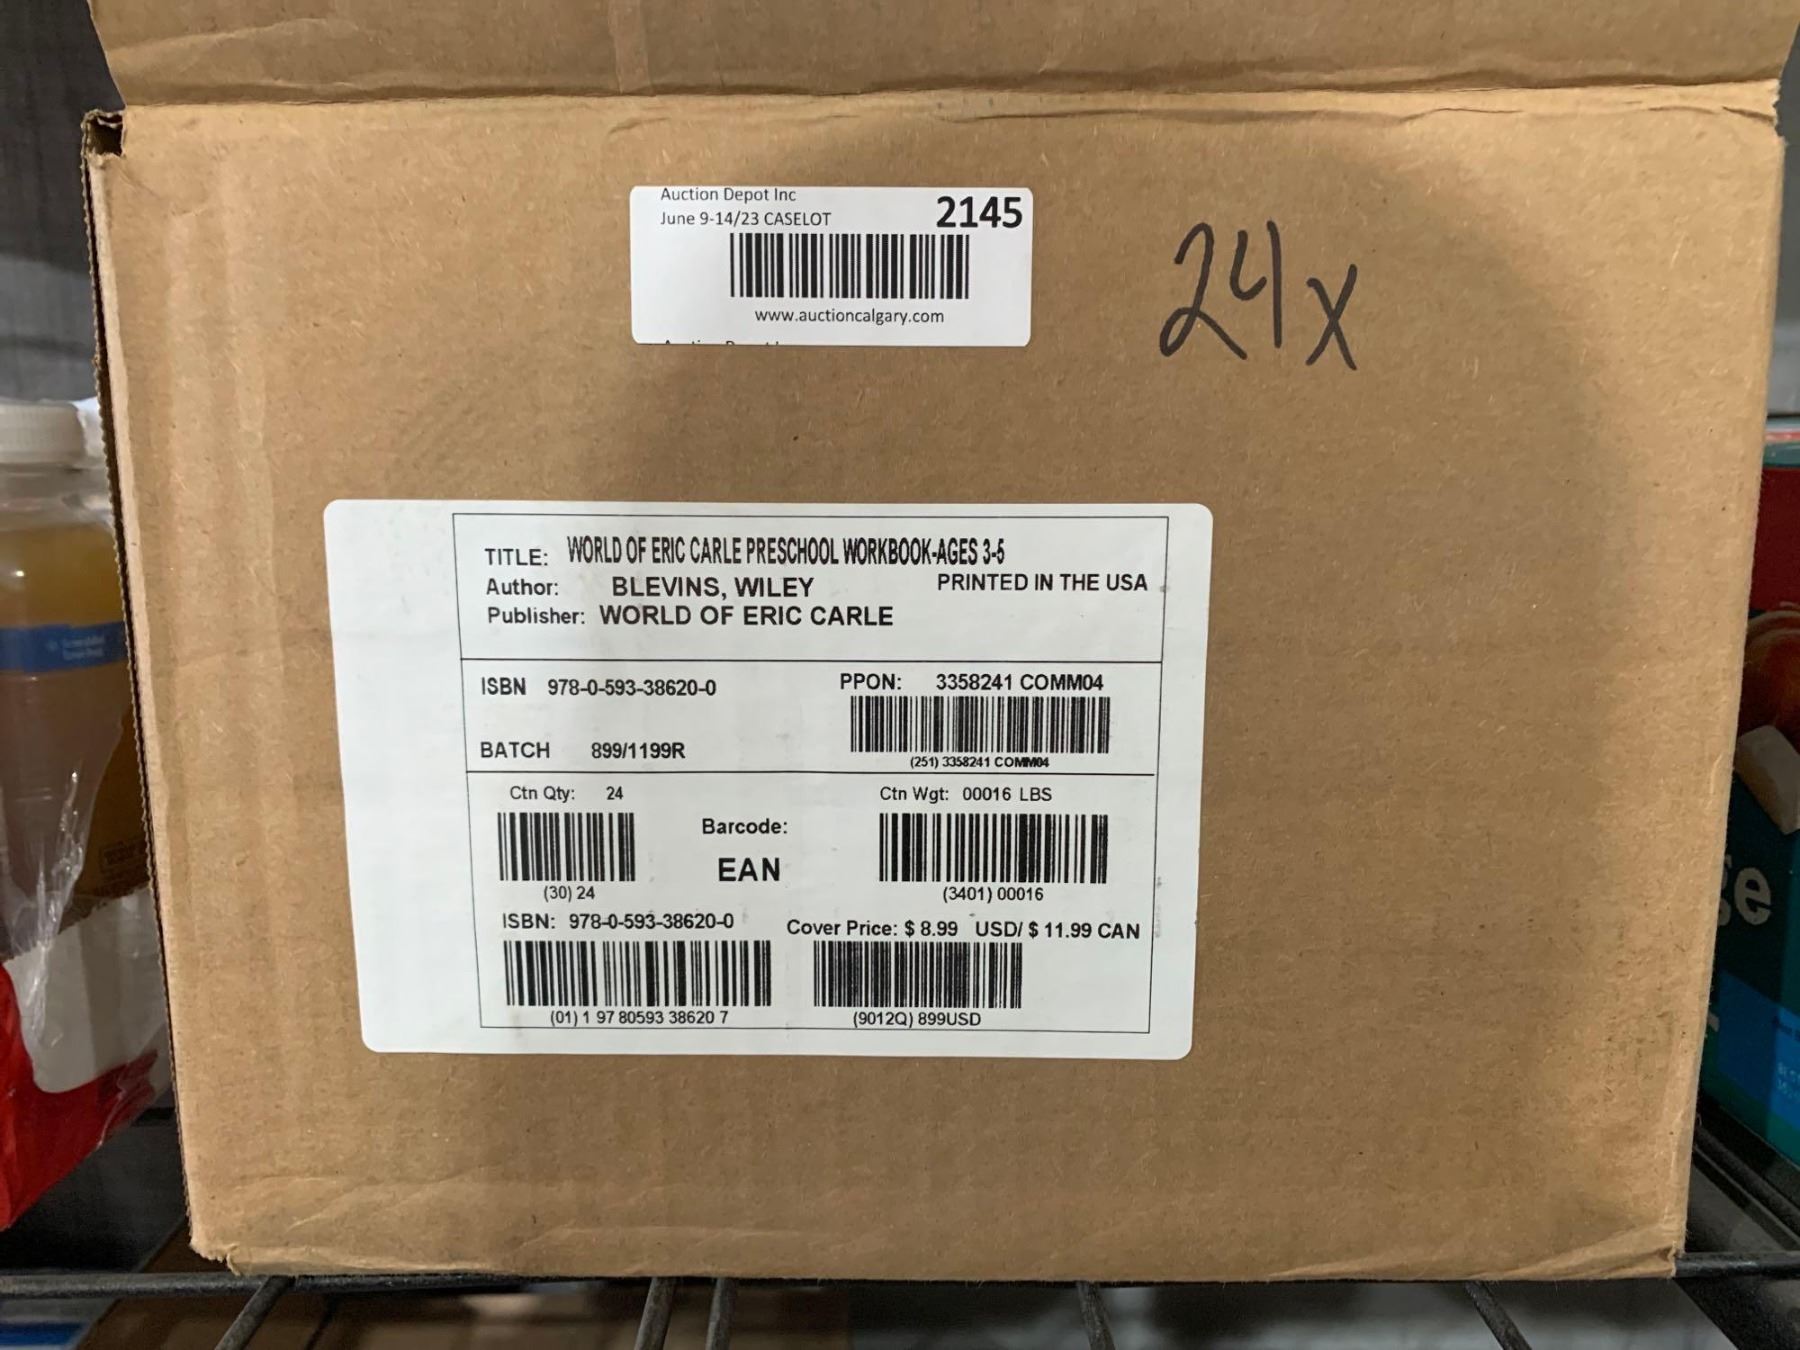 Auction Depot Inc
June 9-14/23 CASELOT 2145
www.auctioncalgary.com
24x
TITLE: WORLD OF ERIC CARLE PRESCHOOL WORKBOOK-AGES 3-5
Author: BLEVINS, WILEY PRINTED IN THE USA
Publisher: WORLD OF ERIC CARLE
ISBN 978-0-593-38620-0 PPON: 3358241 COMM04
(251) 3358241 COMM04
BATCH 899/1199R
Ctn Qty: 24 Ctn Wgt: 00016 LBS
Barcode:
EAN
(30) 24 (3401) 00016
ISBN: 978-0-593-38620-0 Cover Price: $ 8.99 USD/ $ 11.99 CAN
(01) 1 97 80593 38620 7 (9012Q) 899USD